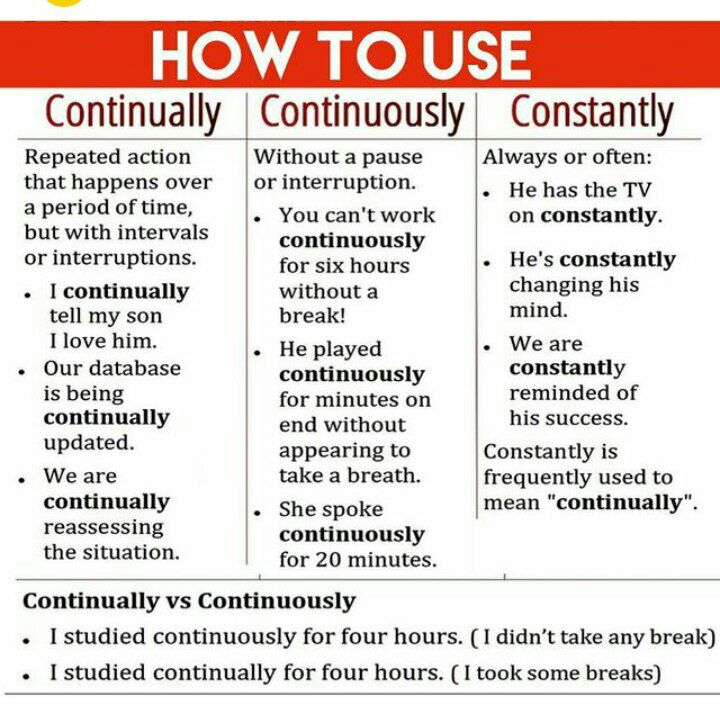 HOW TO USE
Continually
Repeated action
that happens over
a period of time,
but with intervals
or interruptions.
• I continually
tell my son
I love him.
• Our database
is being
continually
updated.
• We are
continually
reassessing
the situation.
Continuously
Without a pause
or interruption.
• You can't work
continuously
for six hours
without a
break!
• He played
continuously
for minutes on
end without
appearing to
take a breath.
• She spoke
continuously
for 20 minutes.
Constantly
Always or often:
• He has the TV
on constantly.
• He's constantly
changing his
mind.
• We are
constantly
reminded of
his success.
Constantly is
frequently used to
mean "continually".
Continually vs Continuously
• I studied continuously for four hours. ( I didn’t take any break)
• I studied continually for four hours. ( I took some breaks)